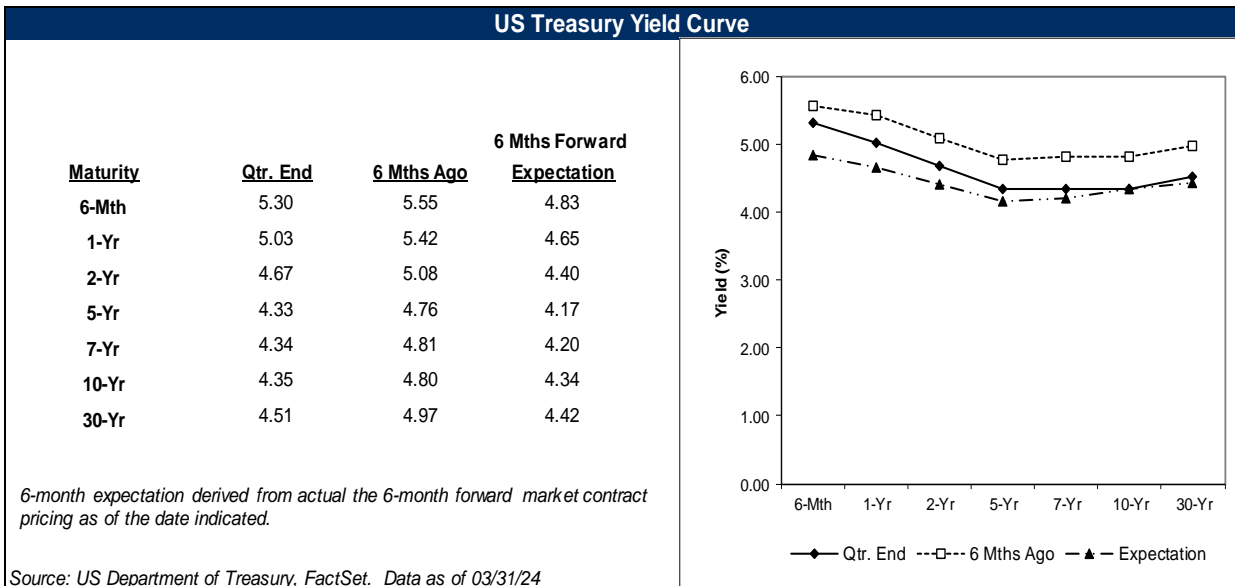 US Treasury Yield Curve
6 Mths Forward
Maturity Qtr. End 6 Mths Ago Expectation
6-Mth 5.30 5.55 4.83
1-Yr 5.03 5.42 4.65
2-Yr 4.67 5.08 4.40
5-Yr 4.33 4.76 4.17
7-Yr 4.34 4.81 4.20
10-Yr 4.35 4.80 4.34
30-Yr 4.51 4.97 4.42
6-month expectation derived from actual the 6-month forward market contract
pricing as of the date indicated.
Source: US Department of Treasury, FactSet. Data as of 03/31/24
6.00
5.00
4.00
3.00
2.00
1.00
0.00
Yield (%)
6-Mth 1-Yr 2-Yr 5-Yr 7-Yr 10-Yr 30-Yr
Qtr. End 6 Mths Ago Expectation